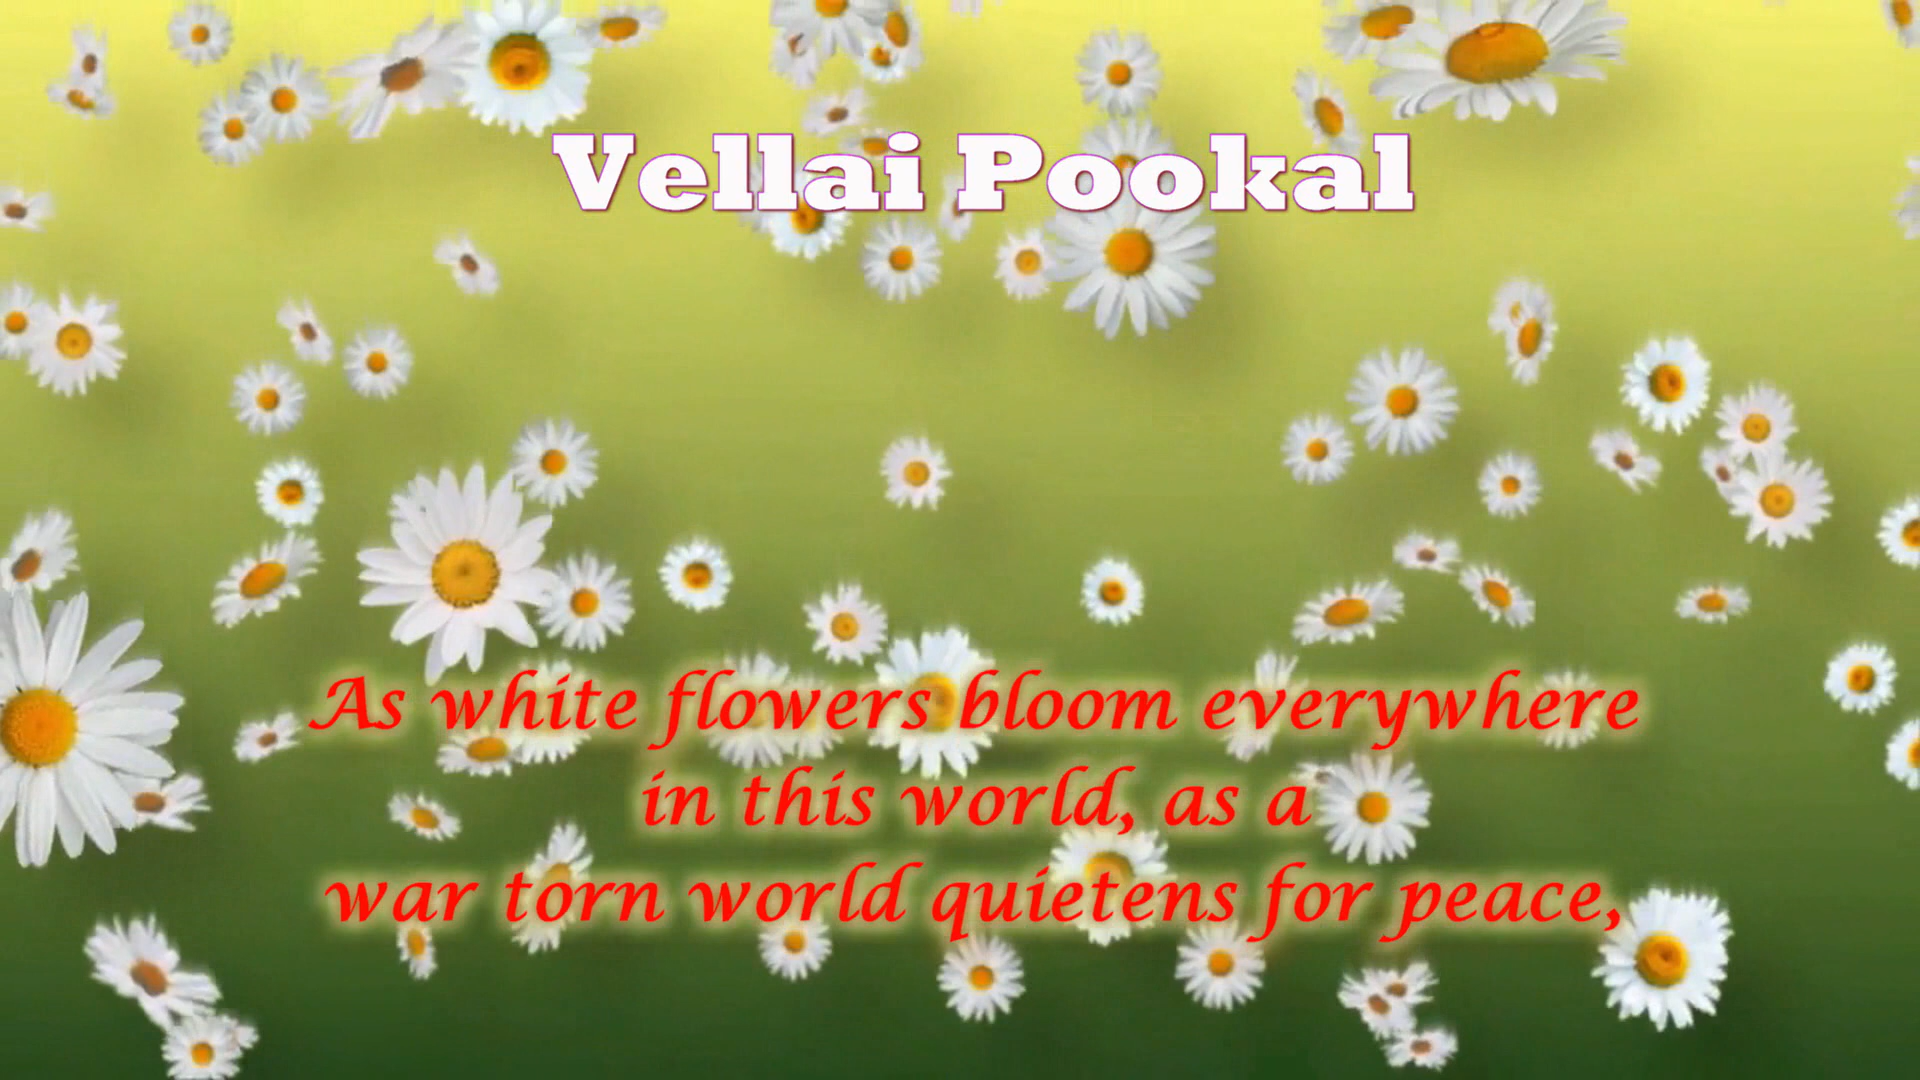 Vellai Pookal
As white flowers bloom everywhere
in this world, as a
war torn world quietens for peace,